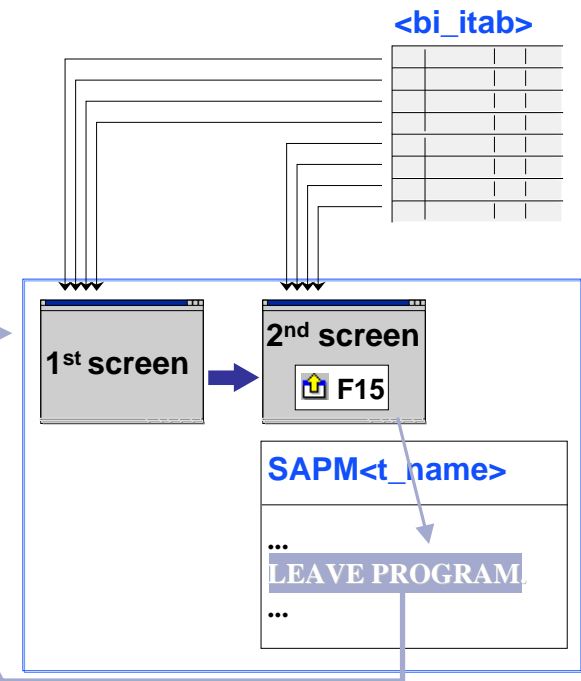 <bi_itab>
1st screen
2nd screen
F15
SAPM<t_name>
...
LEAVE PROGRAM.
...